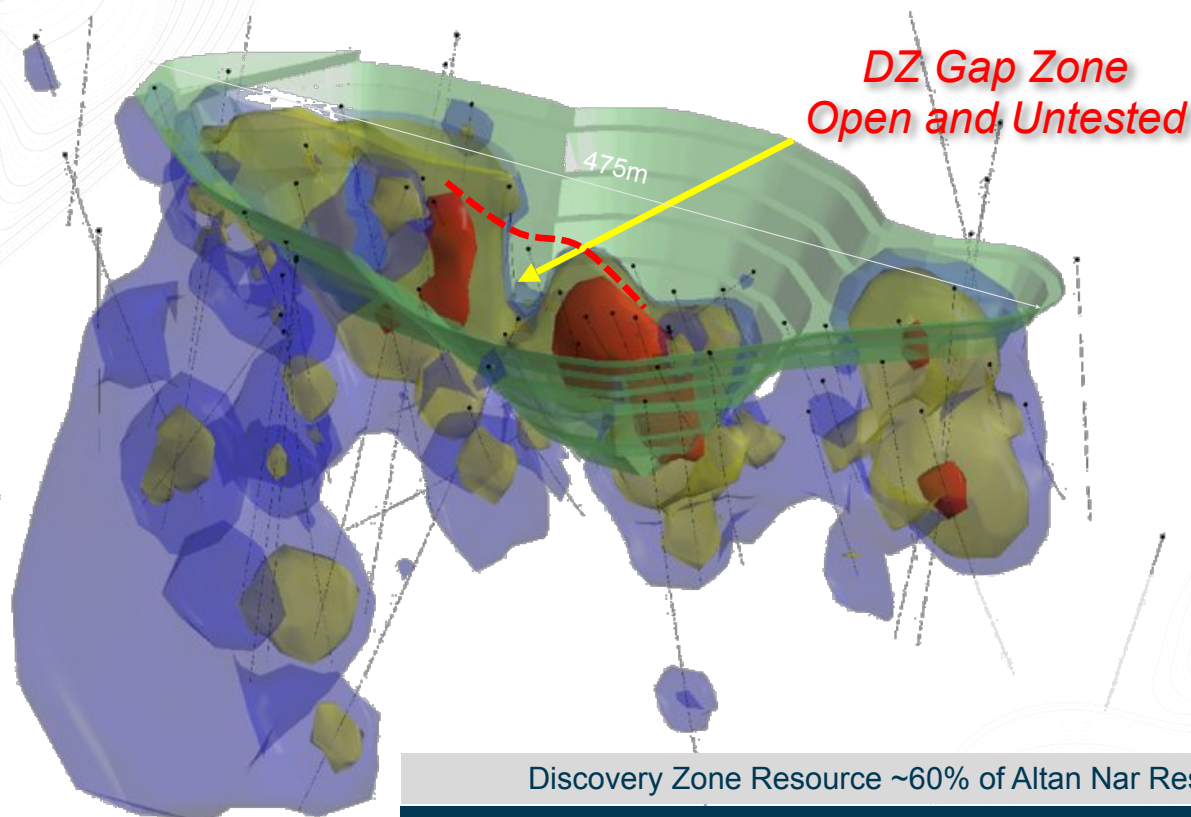 DZ Gap Zone
Open and Untested
475m
Discovery Zone Resource ~60% of Altan Nar Res